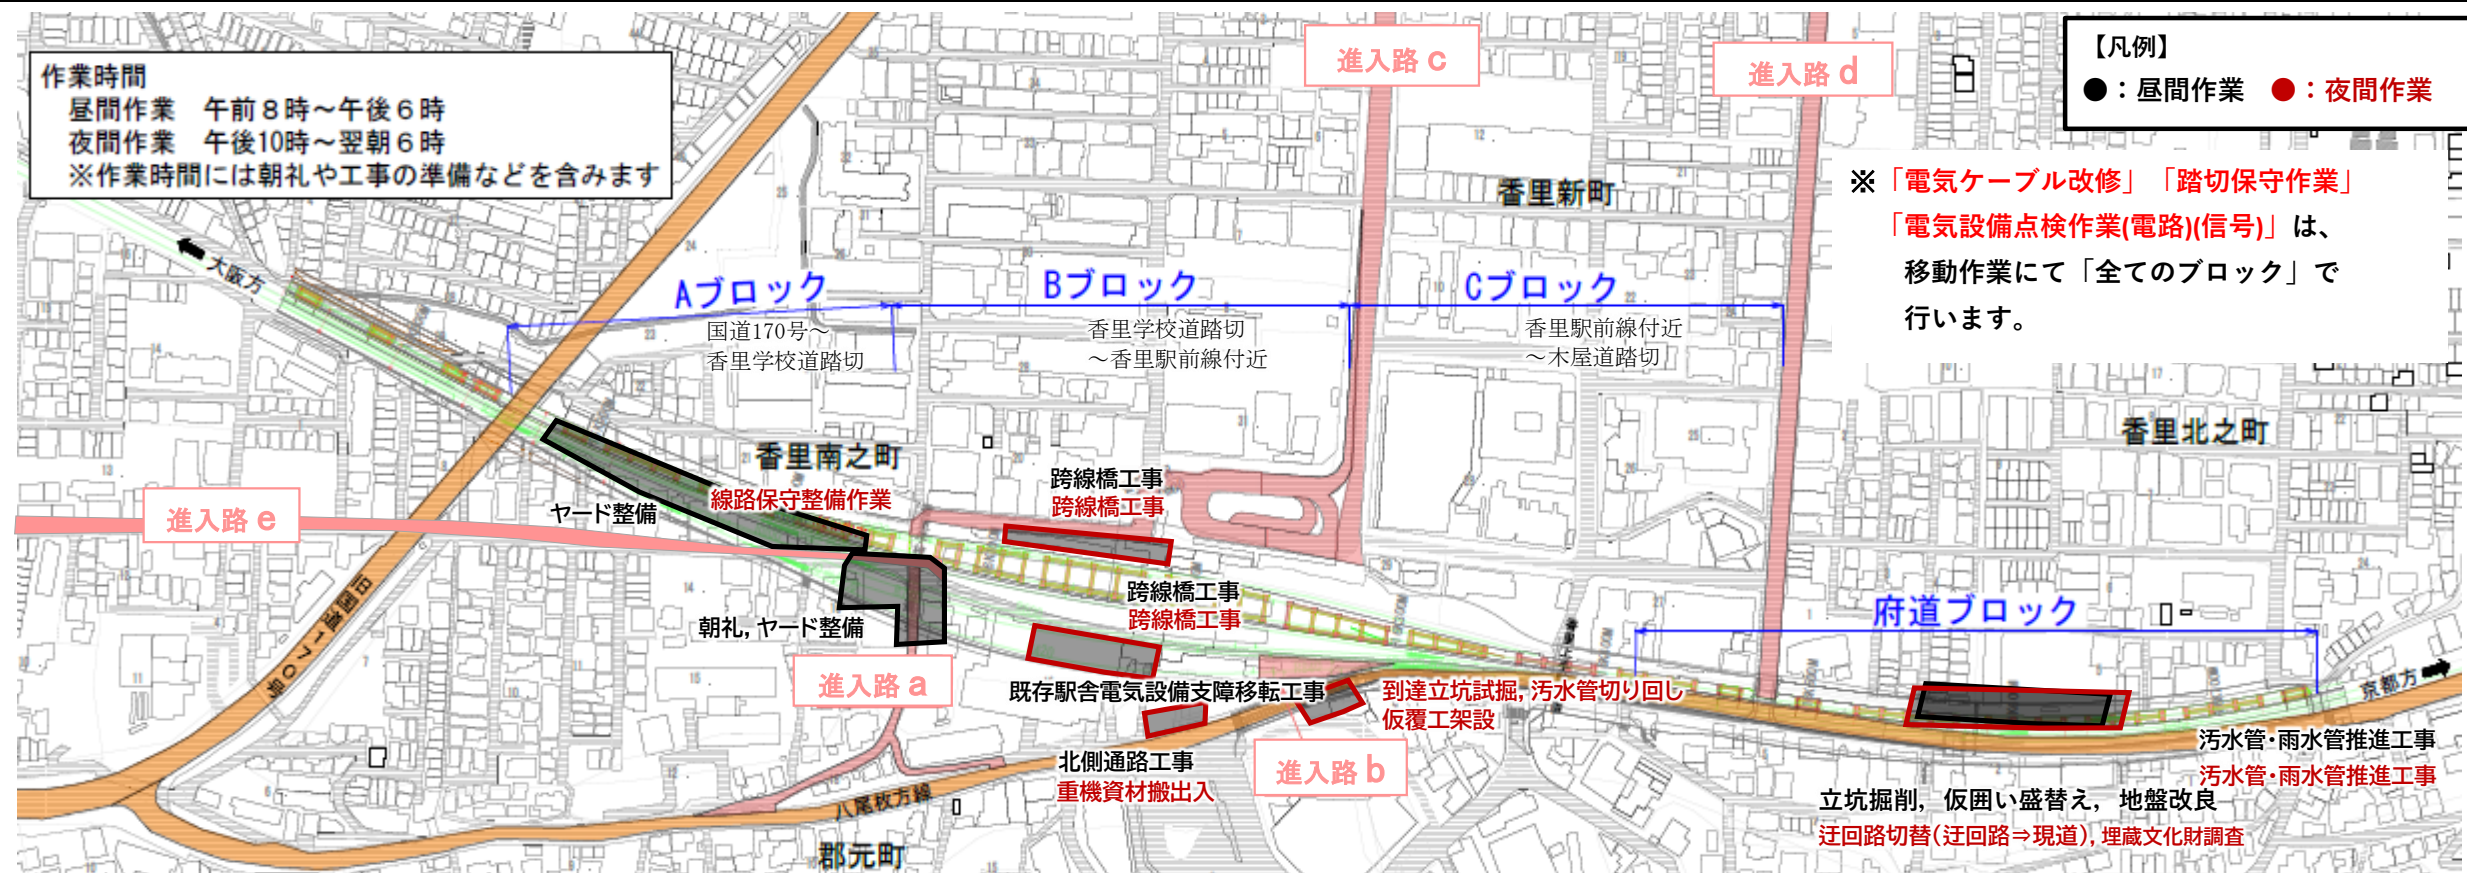 作業時間
昼間作業 午前8時～午後6時
夜間作業 午後10時～翌朝6時
※作業時間には朝礼や工事の準備などを含みます
進入路 c
進入路 d
【凡例】
●：昼間作業 ●：夜間作業
※「電気ケーブル改修」「踏切保守作業」
「電気設備点検作業(電路)(信号)」は、
移動作業にて「全てのブロック」で
行います。
香里新町
大阪方
Aブロック
国道170号～
香里学校道踏切
Bブロック
香里学校道踏切
～香里駅前線付近
Cブロック
香里駅前線付近
～木屋道踏切
香里南之町
香里北之町
進入路 e
ヤード整備
線路保守整備作業
跨線橋工事
跨線橋工事
跨線橋工事
跨線橋工事
府道ブロック
旧国道170号
朝礼, ヤード整備
進入路 a
既存駅舎電気設備支障移転工事
到達立坑試掘, 汚水管切り回し
仮覆工架設
京都方
北側通路工事
重機資材搬出入
進入路 b
汚水管・雨水管推進工事
汚水管・雨水管推進工事
立坑掘削, 仮囲い盛替え, 地盤改良
迂回路切替(迂回路⇒現道), 埋蔵文化財調査
八尾枚方線
郡元町